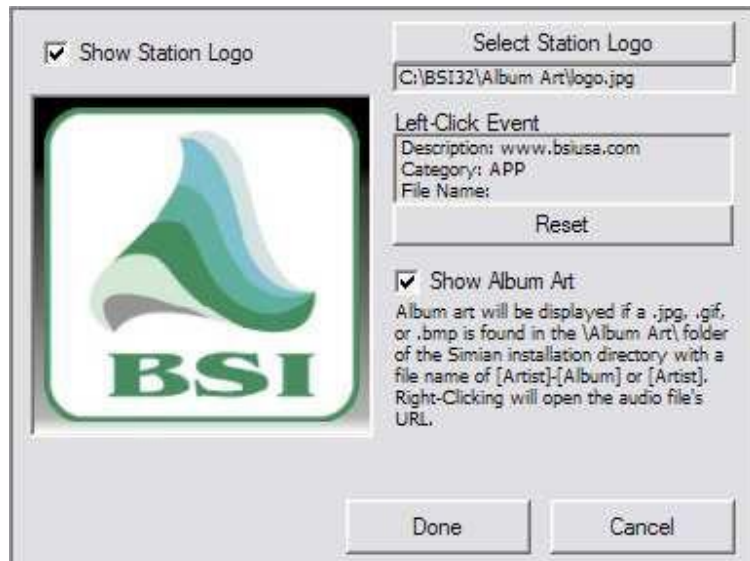 Show Station Logo
Select Station Logo
C:\BSI32\Album Art\logo.jpg
BSI
Left-Click Event
Description: www.bsiusa.com
Category: APP
File Name:
Reset
Show Album Art
Album art will be displayed if a .jpg, .gif,
or .bmp is found in the \Album Art\ folder
of the Simian installation directory with a
file name of [Artist]-[Album] or [Artist].
Right-Clicking will open the audio file's
URL.
Done
Cancel